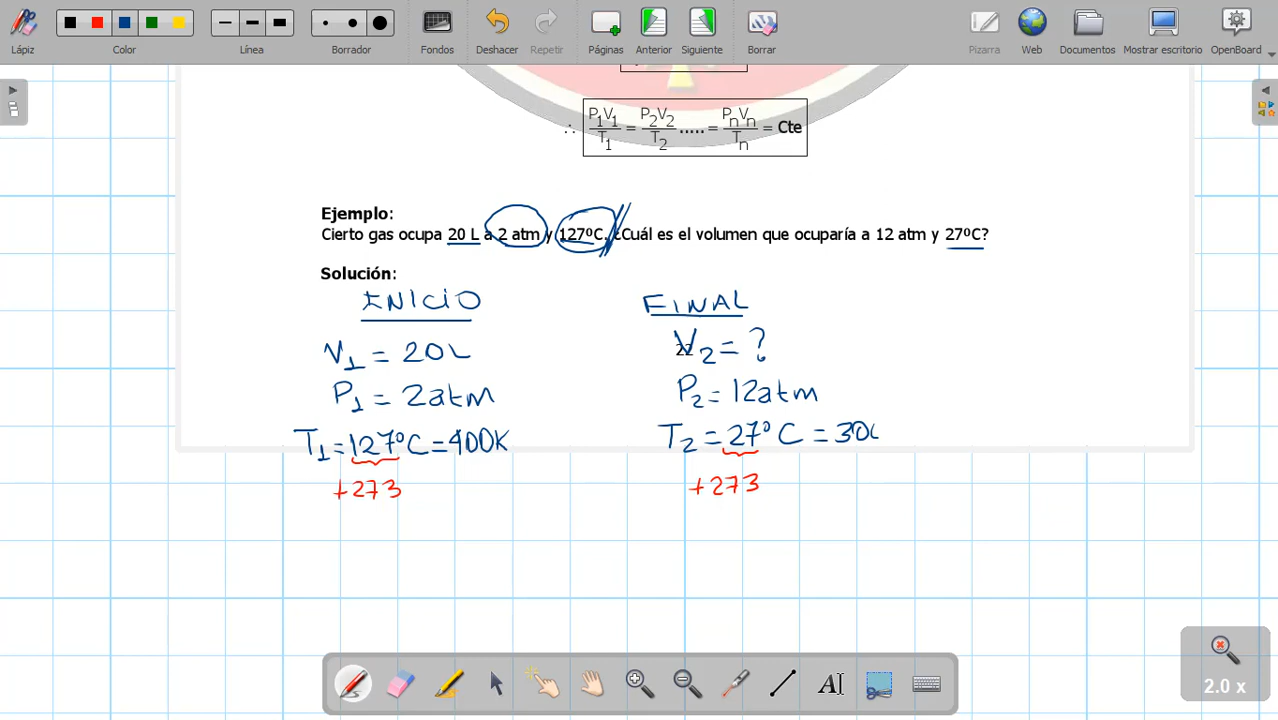 Lápiz Color Línea Borrador Fondos Deshacer Repetir Páginas Anterior Siguiente Borrar Pizarra Web Documentos Mostrar escritorio OpenBoard
∴ P₁V₁/T₁ = P₂V₂/T₂ ..... = PₙVₙ/Tₙ = Cte
Ejemplo:
Cierto gas ocupa 20 L a 2 atm y 127ºC. ¿Cuál es el volumen que ocuparía a 12 atm y 27ºC?
Solución:
INICIO FINAL
V₁ = 20L V₂ = ?
22
P₁ = 2atm P₂ = 12atm
T₁ = 127°C = 400K T₂ = 27° C = 300
+273 +273
2.0 x